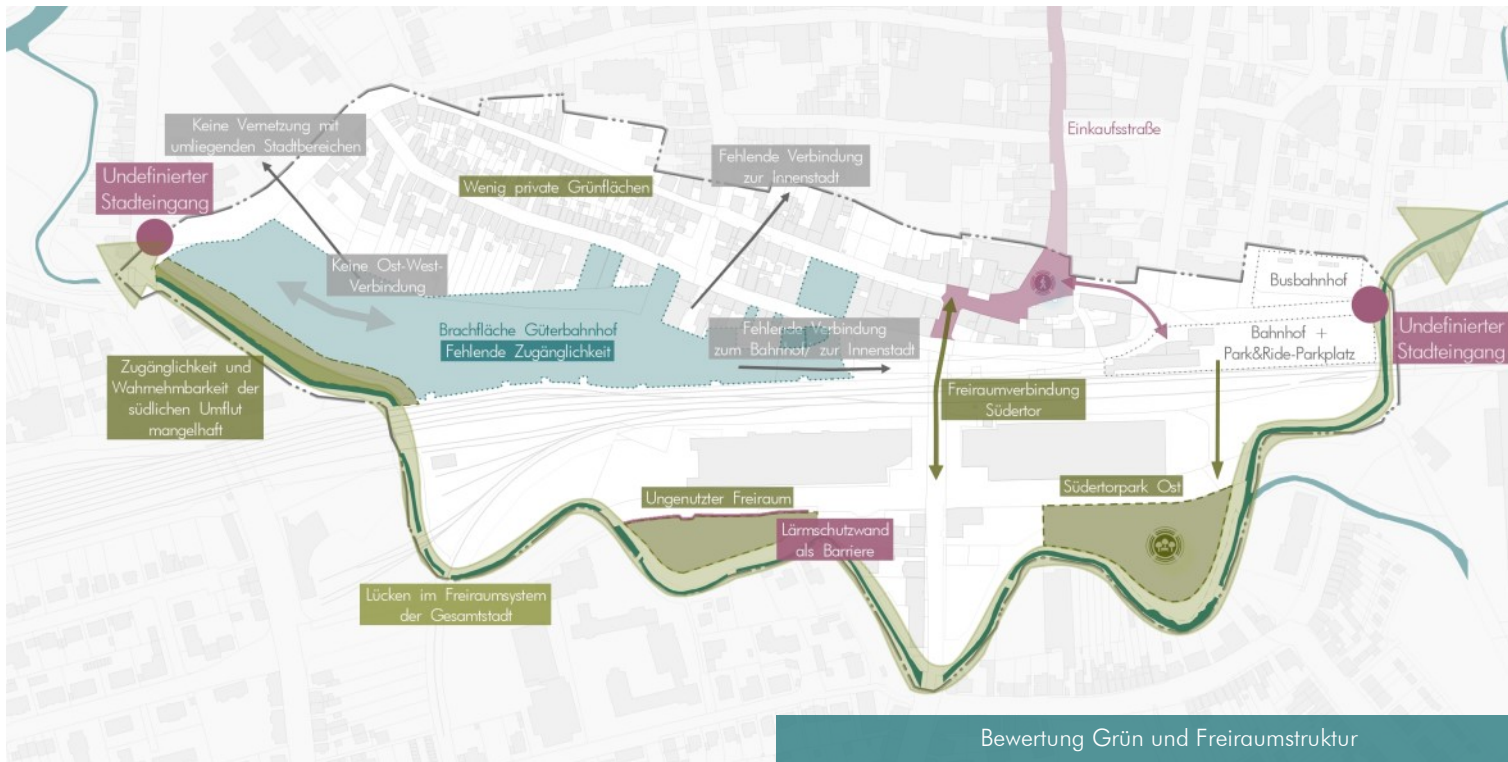 Keine Vernetzung mit
umliegenden Stadtbereichen
Undefinierter
Stadteingang
Wenig private Grünflächen
Fehlende Verbindung
zur Innenstadt
Einkaufsstraße
Keine Ost-West-
Verbindung
Busbahnhof
Brachfläche Güterbahnhof
Fehlende Zugänglichkeit
Fehlende Verbindung
zum Bahnhof/ zur Innenstadt
Bahnhof +
Park&Ride-Parkplatz
Undefinierter
Stadteingang
Zugänglichkeit und
Wahrnehmbarkeit der
südlichen Umflut
mangelhaft
Freiraumverbindung
Südertor
Südertorpark Ost
Ungenutzter Freiraum
Lärmschutzwand
als Barriere
Lücken im Freiraumsystem
der Gesamtstadt
Bewertung Grün und Freiraumstruktur